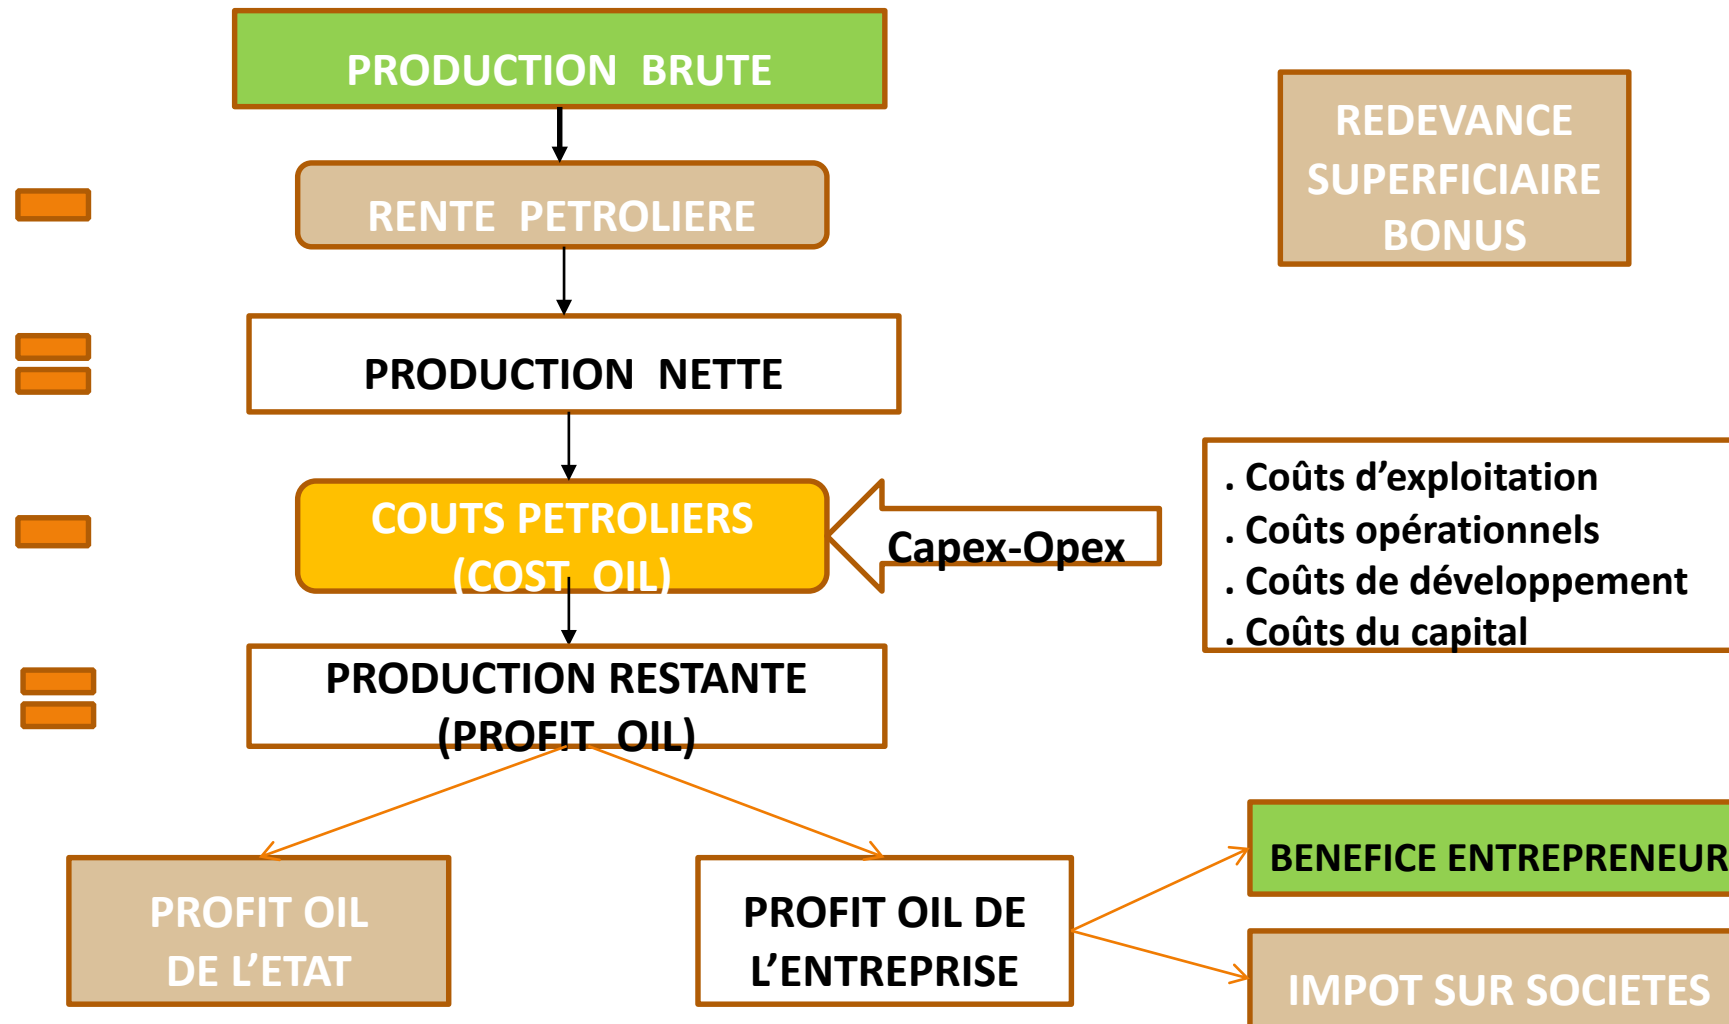 PRODUCTION BRUTE
REDEVANCE
SUPERFICIAIRE
BONUS
RENTE PETROLIERE
PRODUCTION NETTE
COUTS PETROLIERS
(COST OIL)
Capex-Opex
. Coûts d’exploitation
. Coûts opérationnels
. Coûts de développement
. Coûts du capital
PRODUCTION RESTANTE
(PROFIT OIL)
PROFIT OIL
DE L’ETAT
PROFIT OIL DE
L’ENTREPRISE
BENEFICE ENTREPRENEUR
IMPOT SUR SOCIETES